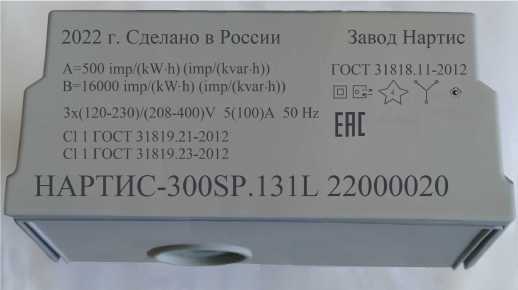 2022 г. Сделано в России
Завод Нартис
A=500 imp/(kW·h) (imp/(kvar·h))
B=16000 imp/(kW·h) (imp/(kvar·h))
ГОСТ 31818.11-2012
4
3x(120-230)/(208-400)V 5(100)A 50 Hz
EAC
Cl 1 ГОСТ 31819.21-2012
Cl 1 ГОСТ 31819.23-2012
НАРТИС-300SP.131L 22000020